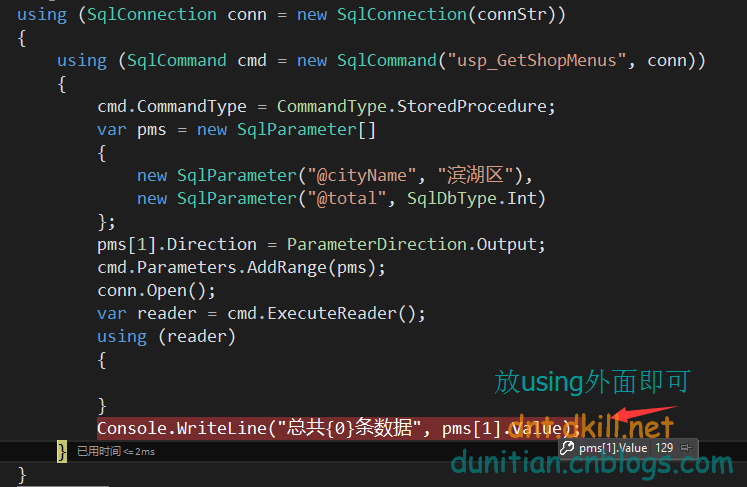 using (SqlConnection conn = new SqlConnection(connStr))
{
using (SqlCommand cmd = new SqlCommand("usp_GetShopMenus", conn))
{
cmd.CommandType = CommandType.StoredProcedure;
var pms = new SqlParameter[]
{
new SqlParameter("@cityName", "滨湖区"),
new SqlParameter("@total", SqlDbType.Int)
};
pms[1].Direction = ParameterDirection.Output;
cmd.Parameters.AddRange(pms);
conn.Open();
var reader = cmd.ExecuteReader();
using (reader)
{
放using外面即可
}
Console.WriteLine("总共{0}条数据", pms[1].Value);
dnt.dkill.net
} 已用时间<=2ms
pms[1].Value 129
dunitian.cnblogs.com
}